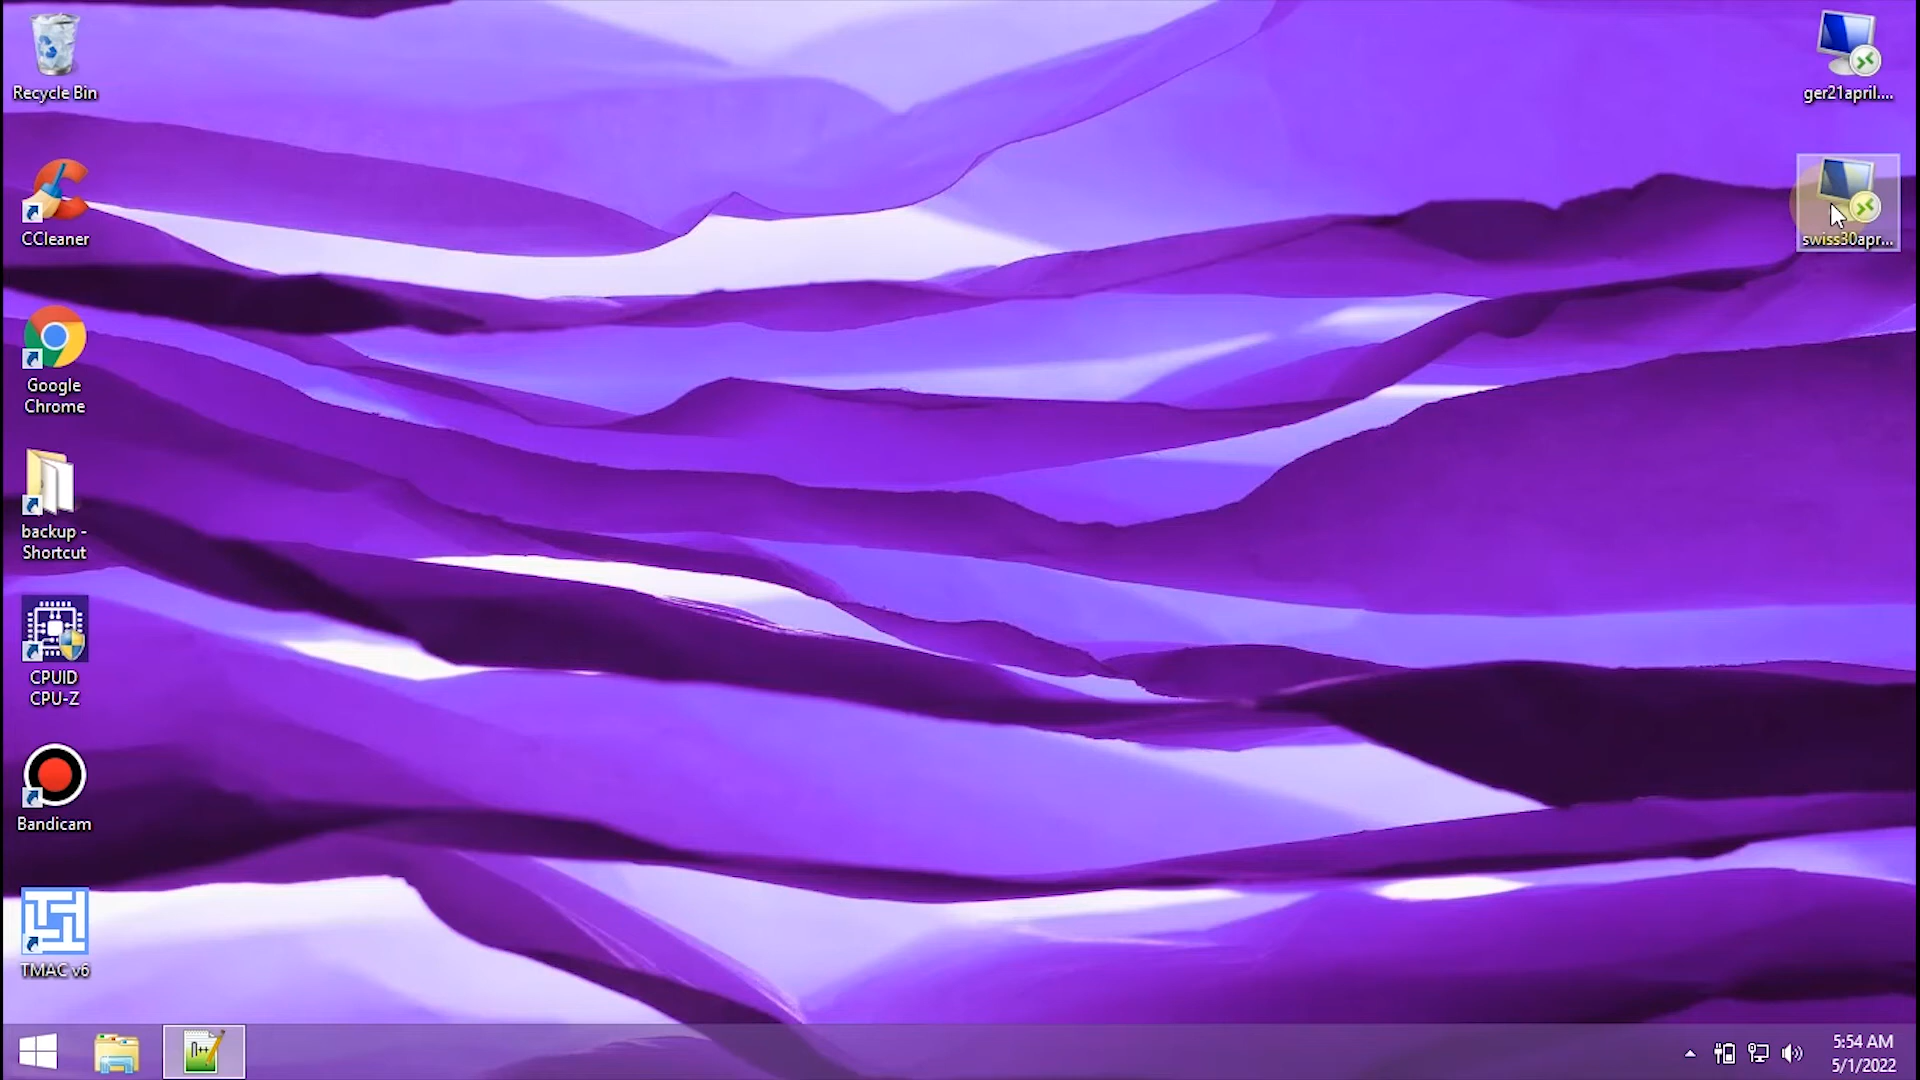 Recycle Bin
CCleaner
Google
Chrome
backup -
Shortcut
CPUID
CPU-Z
Bandicam
TMAC v6
ger21april....
swiss30apr...
n++
5:54 AM
5/1/2022